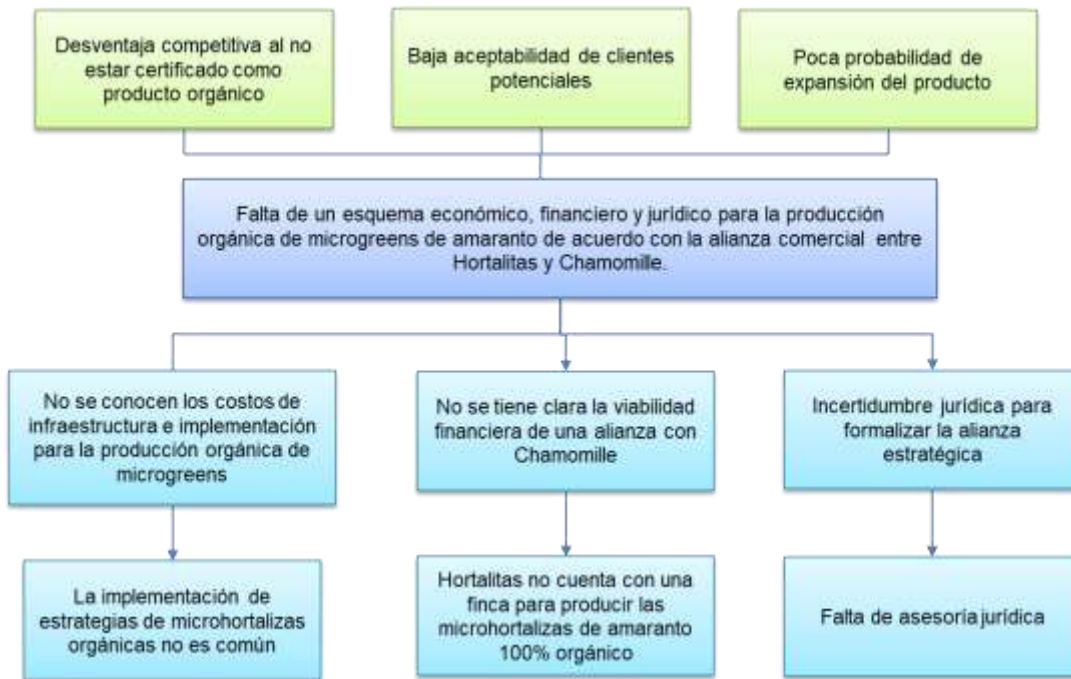 Desventaja competitiva al no
estar certificado como
producto orgánico
Baja aceptabilidad de clientes
potenciales
Poca probabilidad de
expansión del producto
Falta de un esquema económico, financiero y jurídico para la producción
orgánica de microgreens de amaranto de acuerdo con la alianza comercial entre
Hortalitas y Chamomille.
No se conocen los costos de
infraestructura e implementación
para la producción orgánica de
microgreens
No se tiene clara la viabilidad
financiera de una alianza con
Chamomille
Incertidumbre jurídica para
formalizar la alianza
estratégica
La implementación de
estrategias de microhortalizas
orgánicas no es común
Hortalitas no cuenta con una
finca para producir las
microhortalizas de amaranto
100% orgánico
Falta de asesoría jurídica